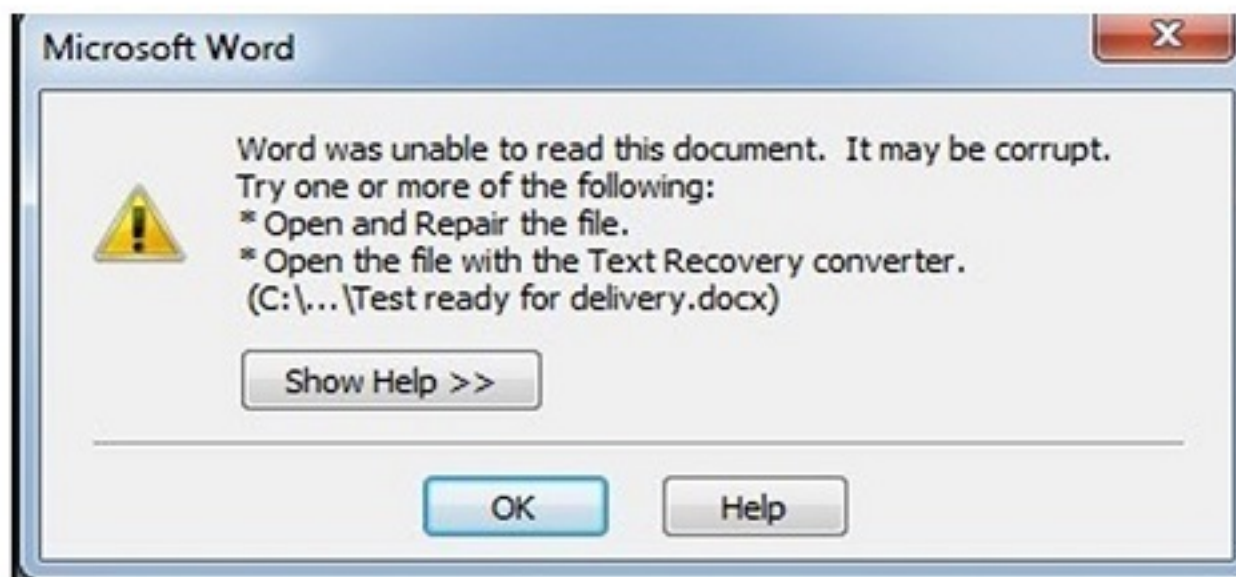 Microsoft Word
Word was unable to read this document.  It may be corrupt.
Try one or more of the following:
* Open and Repair the file.
* Open the file with the Text Recovery converter.
(C:\...\Test ready for delivery.docx)
Show Help >>
OK
Help